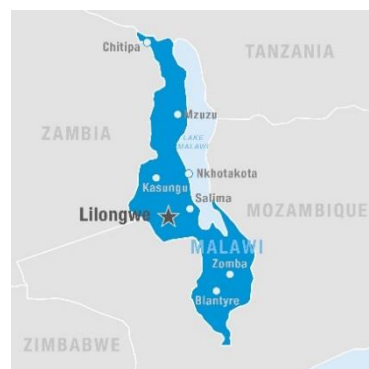 Chitipa
TANZANIA
Mzuzu
ZAMBIA
LAKE
MALAWI
Nkhotakota
Kasungu
Salima
Lilongwe
MOZAMBIQUE
MALAWI
Zomba
Blantyre
ZIMBABWE